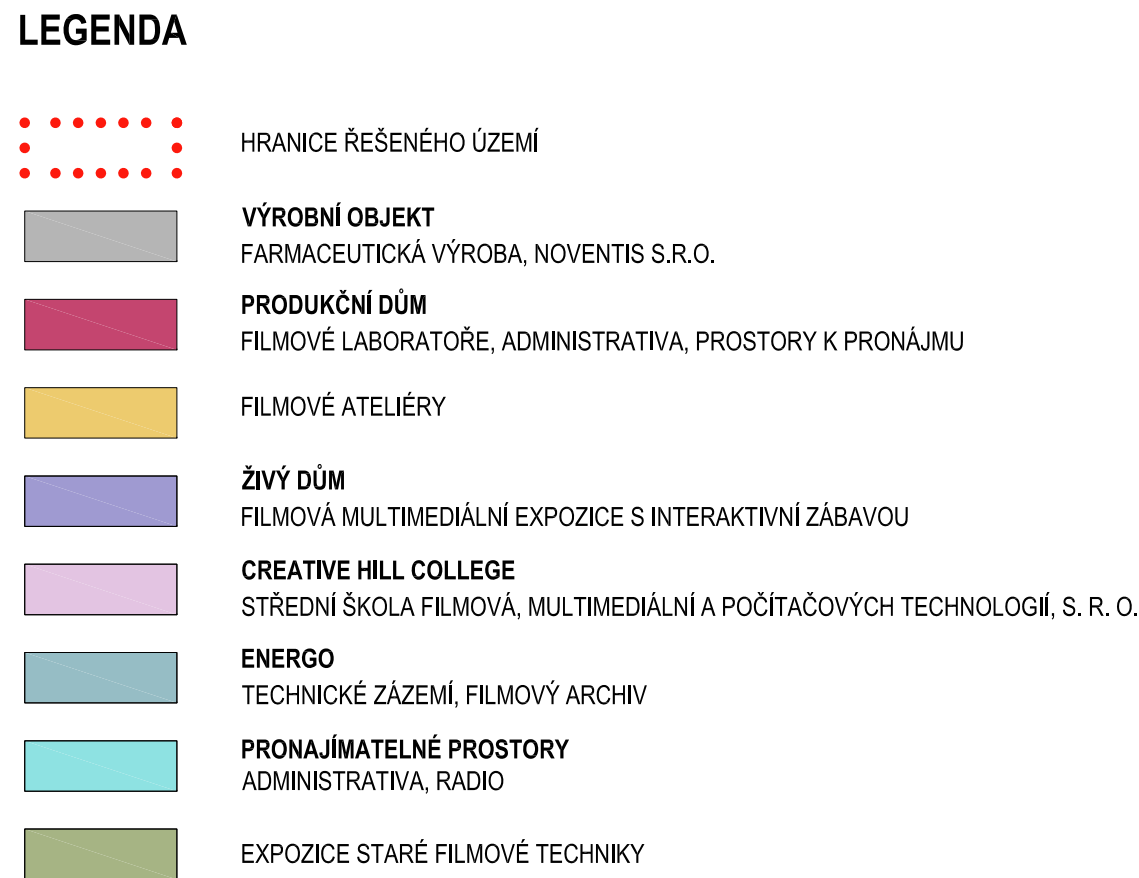 LEGENDA
HRANICE ŘEŠENÉHO ÚZEMÍ
VÝROBNÍ OBJEKT
FARMACEUTICKÁ VÝROBA, NOVENTIS S.R.O.
PRODUKČNÍ DŮM
FILMOVÉ LABORATOŘE, ADMINISTRATIVA, PROSTORY K PRONÁJMU
FILMOVÉ ATELIÉRY
ŽIVÝ DŮM
FILMOVÁ MULTIMEDIÁLNÍ EXPOZICE S INTERAKTIVNÍ ZÁBAVOU
CREATIVE HILL COLLEGE
STŘEDNÍ ŠKOLA FILMOVÁ, MULTIMEDIÁLNÍ A POČÍTAČOVÝCH TECHNOLOGIÍ, S. R. O.
ENERGO
TECHNICKÉ ZÁZEMÍ, FILMOVÝ ARCHIV
PRONAJÍMATELNÉ PROSTORY
ADMINISTRATIVA, RADIO
EXPOZICE STARÉ FILMOVÉ TECHNIKY